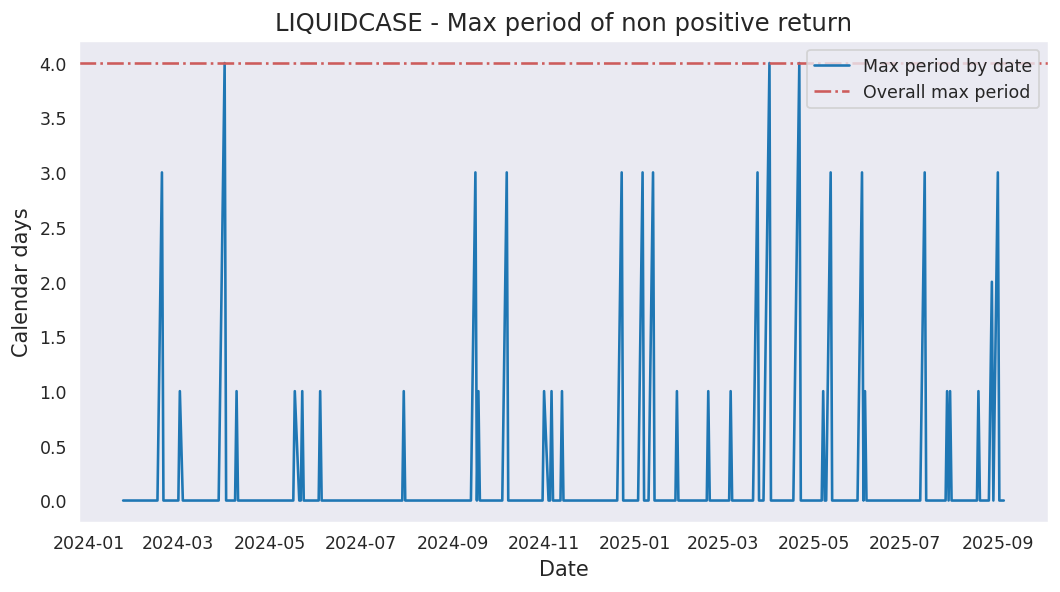 LIQUIDCASE - Max period of non positive return
Max period by date
Overall max period
Calendar days
4.0
3.5
3.0
2.5
2.0
1.5
1.0
0.5
0.0
2024-01 2024-03 2024-05 2024-07 2024-09 2024-11 2025-01 2025-03 2025-05 2025-07 2025-09
Date